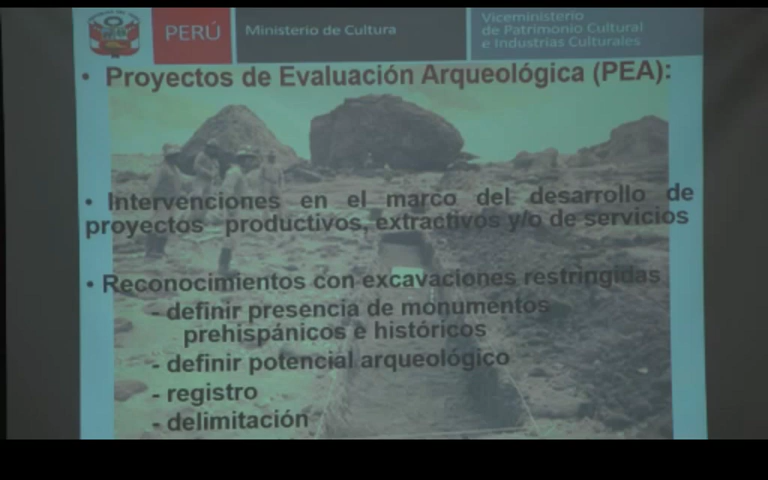 PERÚ
Ministerio de Cultura
Viceministerio
de Patrimonio Cultural
e Industrias Culturales
• Proyectos de Evaluación Arqueológica (PEA):
• Intervenciones en el marco del desarrollo de
proyectos productivos, extractivos y/o de servicios
• Reconocimientos con excavaciones restringidas
- definir presencia de monumentos
prehispánicos e históricos
- definir potencial arqueológico
- registro
- delimitación